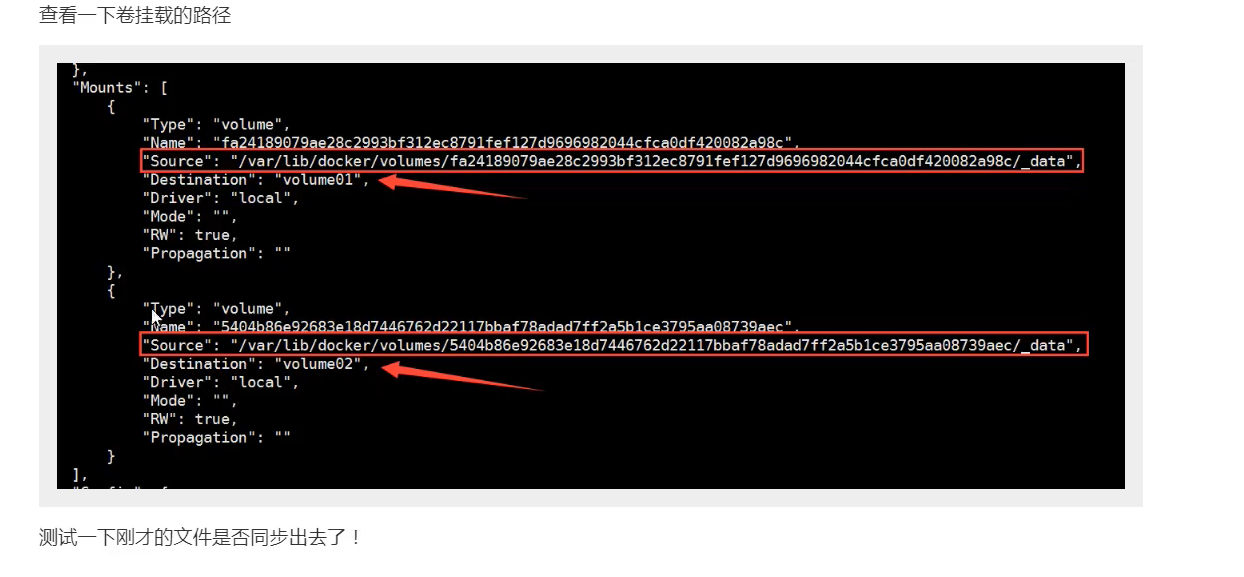 查看一下卷挂载的路径
},
"Mounts": [
{
"Type": "volume",
"Name": "fa24189079ae28c2993bf312ec8791fef127d9696982044cfca0df420082a98c",
"Source": "/var/lib/docker/volumes/fa24189079ae28c2993bf312ec8791fef127d9696982044cfca0df420082a98c/_data",
"Destination": "volume01",
"Driver": "local",
"Mode": "",
"RW": true,
"Propagation": ""
},
{
"Type": "volume",
"Name": "5404b86e92683e18d7446762d22117bbaf78adad7ff2a5b1ce3795aa08739aec",
"Source": "/var/lib/docker/volumes/5404b86e92683e18d7446762d22117bbaf78adad7ff2a5b1ce3795aa08739aec/_data",
"Destination": "volume02",
"Driver": "local",
"Mode": "",
"RW": true,
"Propagation": ""
}
],
测试一下刚才的文件是否同步出去了！